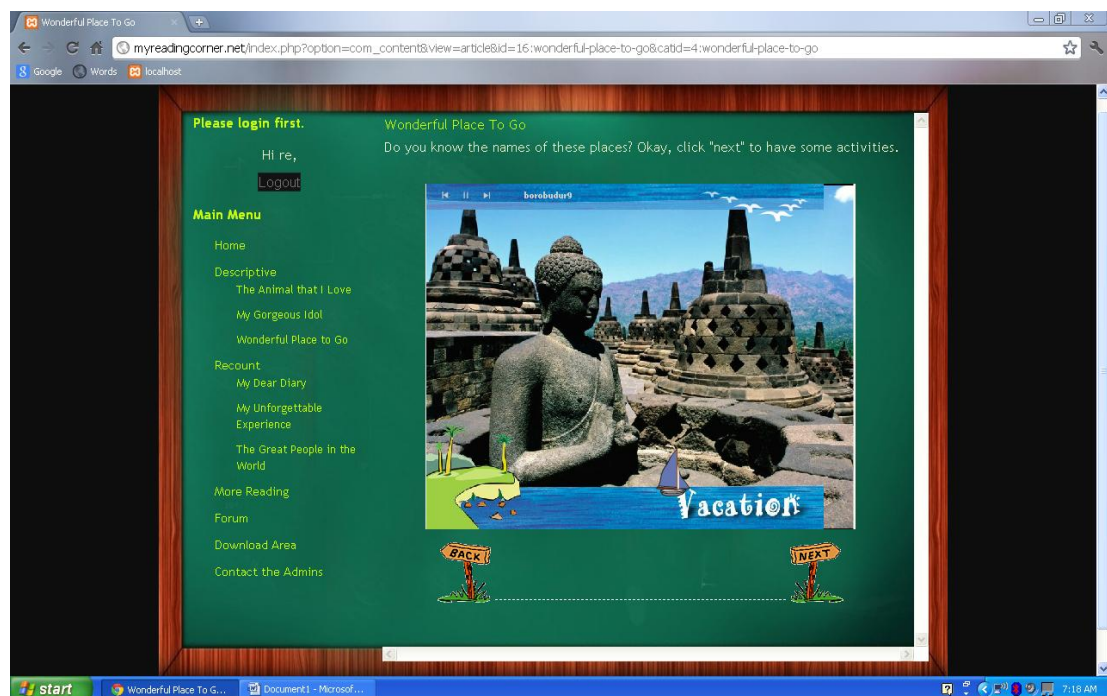 Wonderful Place To Go
myreadingcorner.net/index.php?option=com_content&view=article&id=16:wonderful-place-to-go&catid=4:wonderful-place-to-go
Google Words localhost
Please login first.
Hi re,
Logout
Main Menu
Home
Descriptive
The Animal that I Love
My Gorgeous Idol
Wonderful Place to Go
Recount
My Dear Diary
My Unforgettable
Experience
The Great People in the
World
More Reading
Forum
Download Area
Contact the Admins
Wonderful Place To Go
Do you know the names of these places? Okay, click "next" to have some activities.
borobudur9
Vacation
BACK
NEXT
start
Wonderful Place To G...
Document1 - Microsof...
7:18 AM